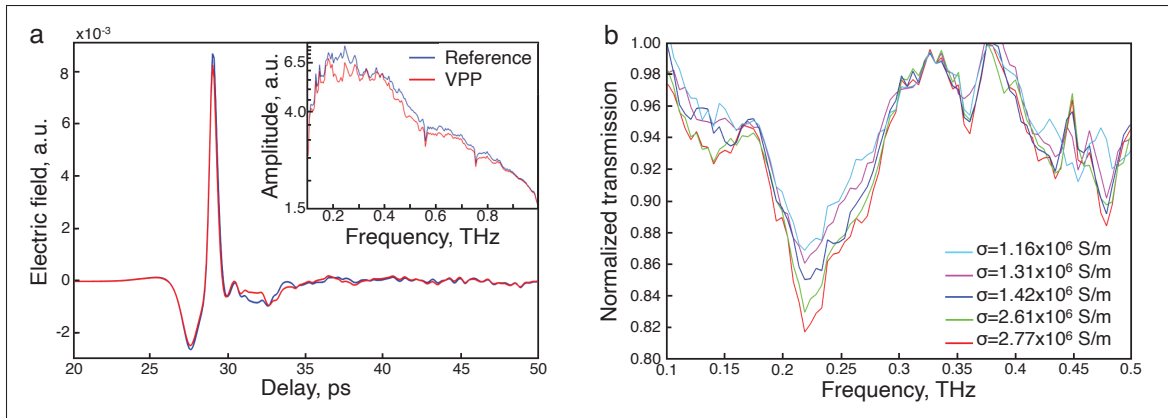 a
x10-3
8
6
4
2
0
-2
20 25 30 35 40 45 50
Delay, ps
Electric field, a.u.
Reference
VPP
6.5
4.0
1.5
0.2 0.4 0.6 0.8
Frequency, THz
Amplitude, a.u.
b
1.00
0.98
0.96
0.94
0.92
0.90
0.88
0.86
0.84
0.82
0.80
0.1 0.2 0.2 0.25 0.3 0.35 0.4 0.45 0.5
Frequency, THz
Normalized transmission
σ=1.16x10⁶ S/m
σ=1.31x10⁶ S/m
σ=1.42x10⁶ S/m
σ=2.61x10⁶ S/m
σ=2.77x10⁶ S/m